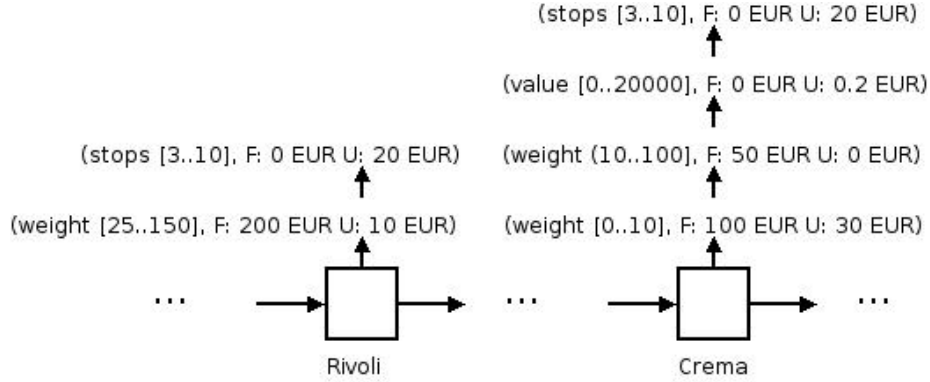 (stops [3..10], F: 0 EUR U: 20 EUR)
(value [0..20000], F: 0 EUR U: 0.2 EUR)
(stops [3..10], F: 0 EUR U: 20 EUR)
(weight (10..100], F: 50 EUR U: 0 EUR)
(weight [25..150], F: 200 EUR U: 10 EUR)
(weight [0..10], F: 100 EUR U: 30 EUR)
... ... ...
Rivoli
Crema